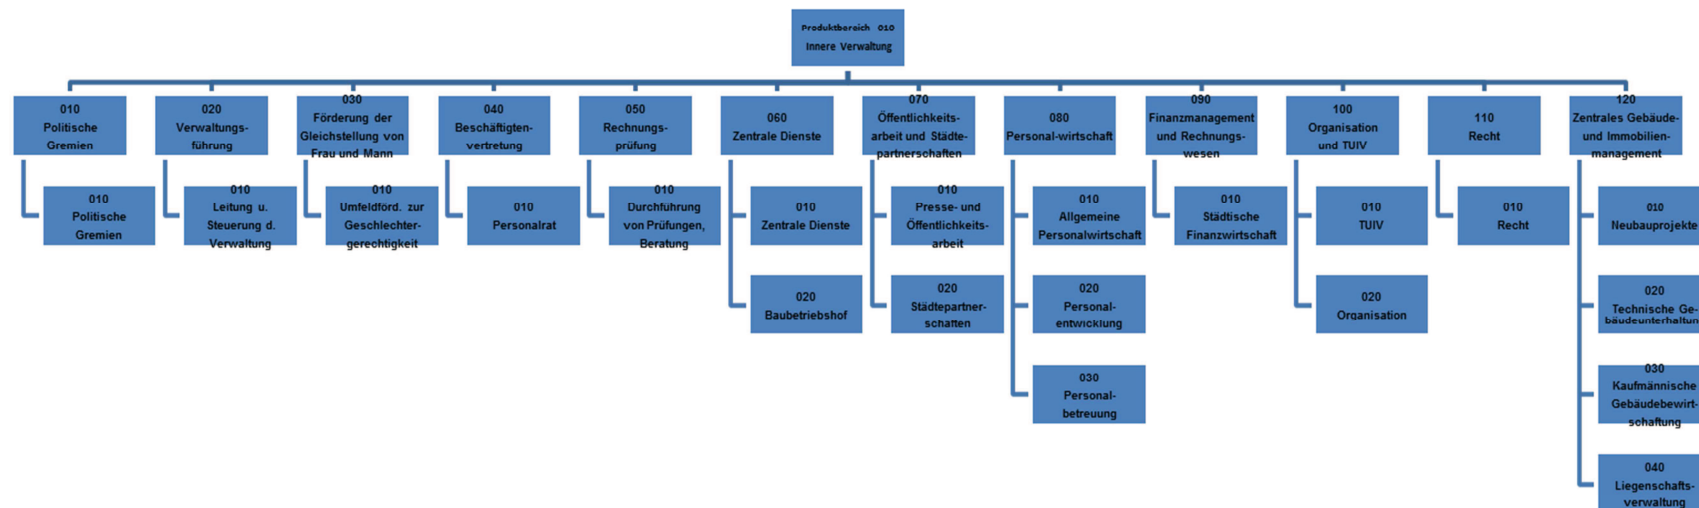 Produktbereich 010
Innere Verwaltung
010
Politische
Gremien
020
Verwaltungs-
führung
030
Förderung der
Gleichstellung von
Frau und Mann
040
Beschäftigten-
vertretung
050
Rechnungs-
prüfung
060
Zentrale Dienste
070
Öffentlichkeits-
arbeit und Städte-
partnerschaften
080
Personal-wirtschaft
090
Finanzmanagement
und Rechnungs-
wesen
100
Organisation
und TUIV
110
Recht
120
Zentrales Gebäude-
und Immobilien-
management
010
Politische
Gremien
010
Leitung u.
Steuerung d.
Verwaltung
010
Umfeldförd. zur
Geschlechter-
gerechtigkeit
010
Personalrat
010
Durchführung
von Prüfungen,
Beratung
010
Zentrale Dienste
010
Presse- und
Öffentlichkeits-
arbeit
010
Allgemeine
Personalwirtschaft
010
Städtische
Finanzwirtschaft
010
TUIV
010
Recht
010
Neubauprojekte
020
Baubetriebshof
020
Städtepartner-
schaften
020
Personal-
entwicklung
020
Organisation
020
Technische Ge-
bäudeunterhaltung
030
Personal-
betreuung
030
Kaufmännische
Gebäudebewirt-
schaftung
040
Liegenschafts-
verwaltung